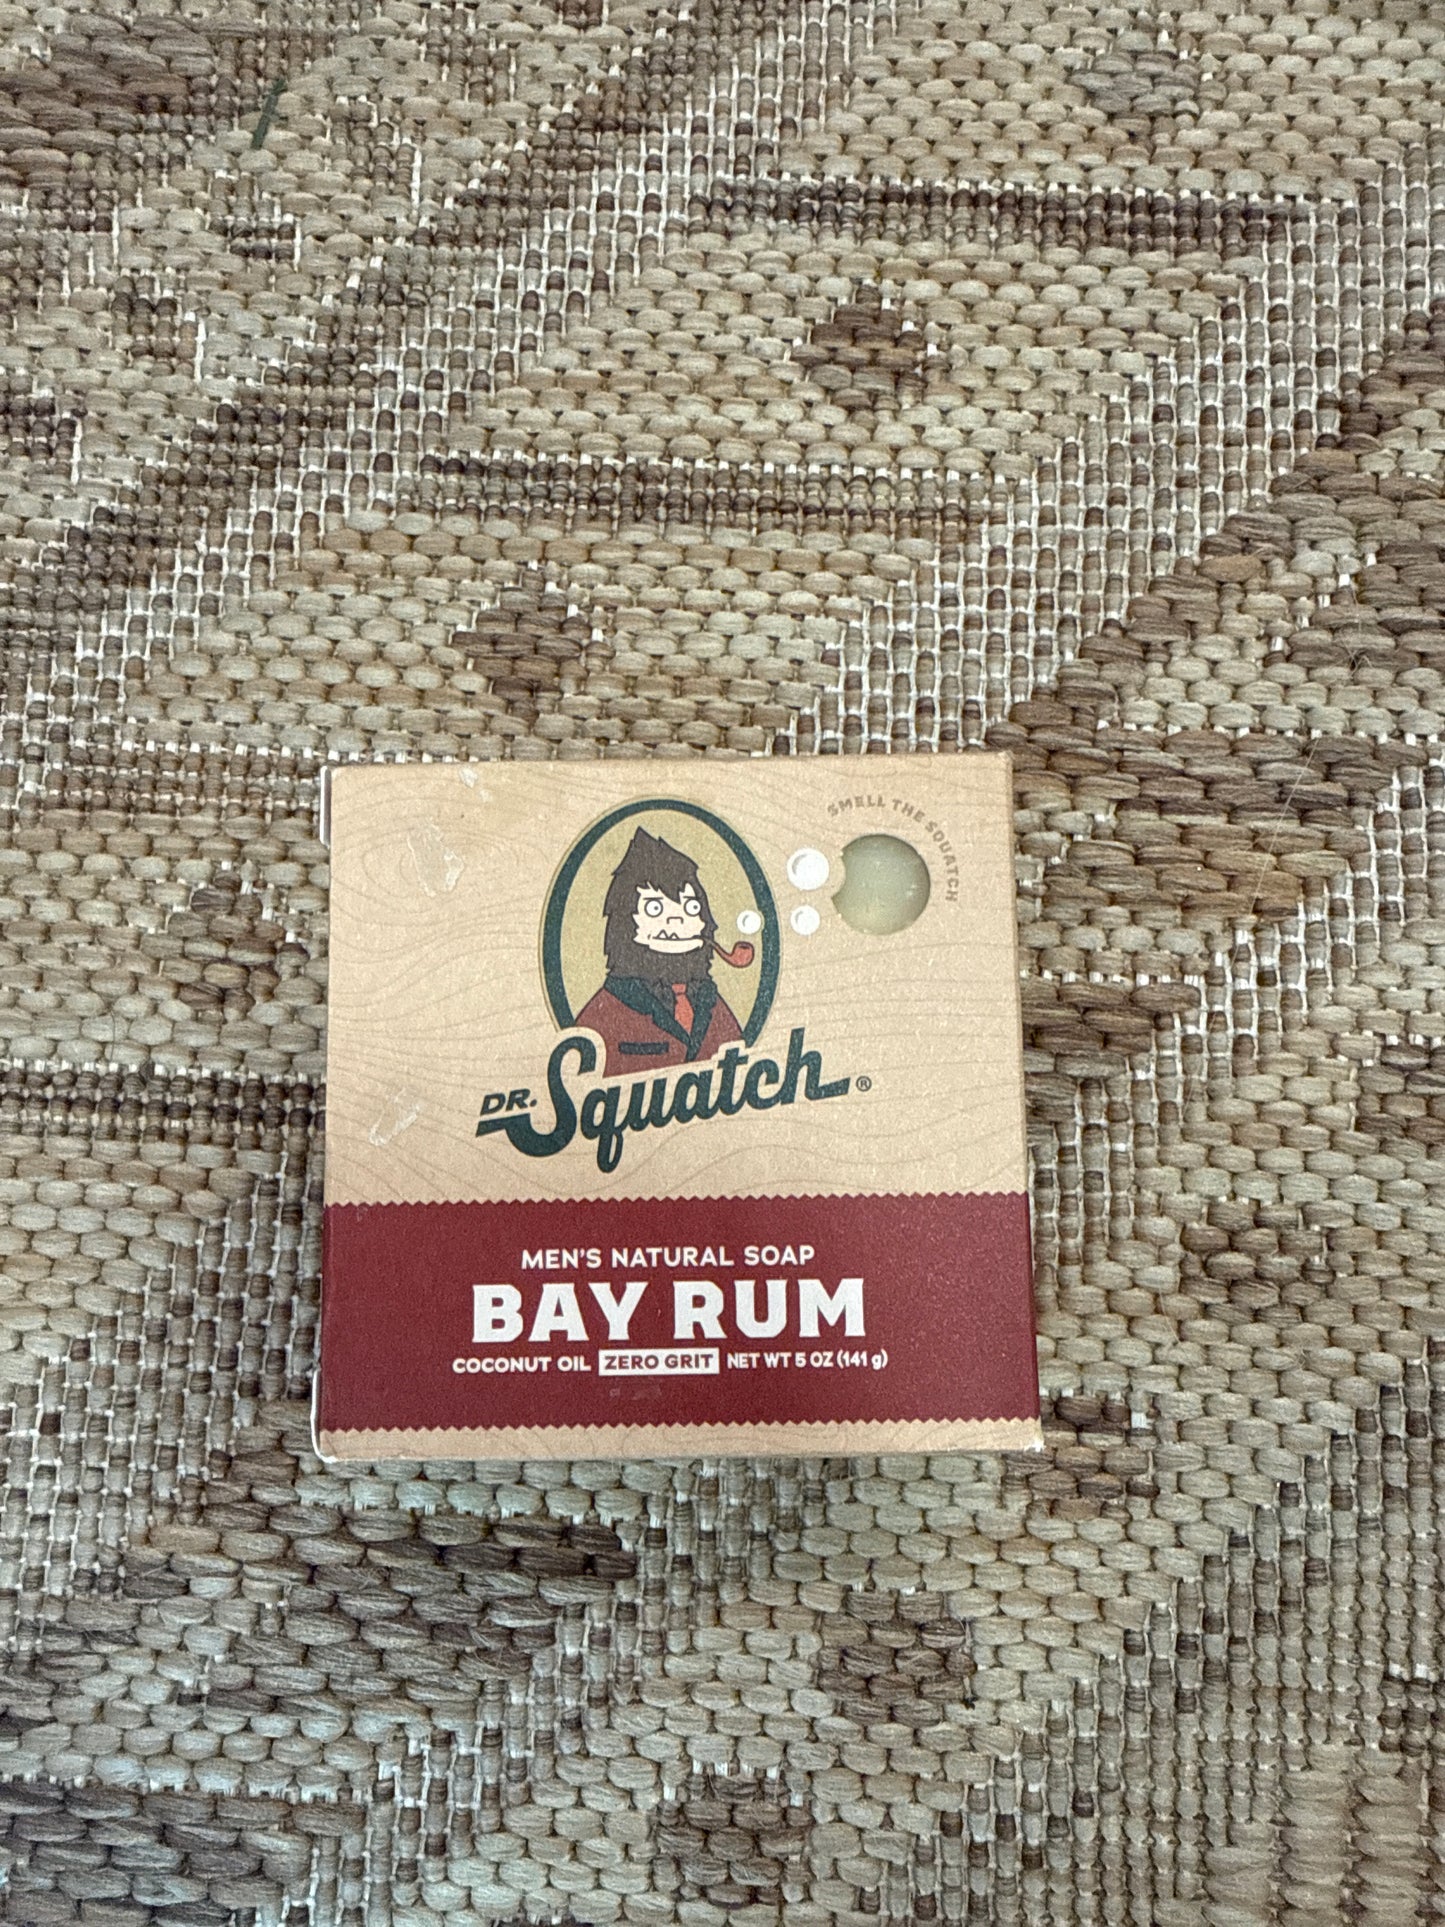 SMELL THE SQUATCH
DR. Squatch®
MEN'S NATURAL SOAP
BAY RUM
COCONUT OIL ZERO GRIT NET WT 5 OZ (141 g)